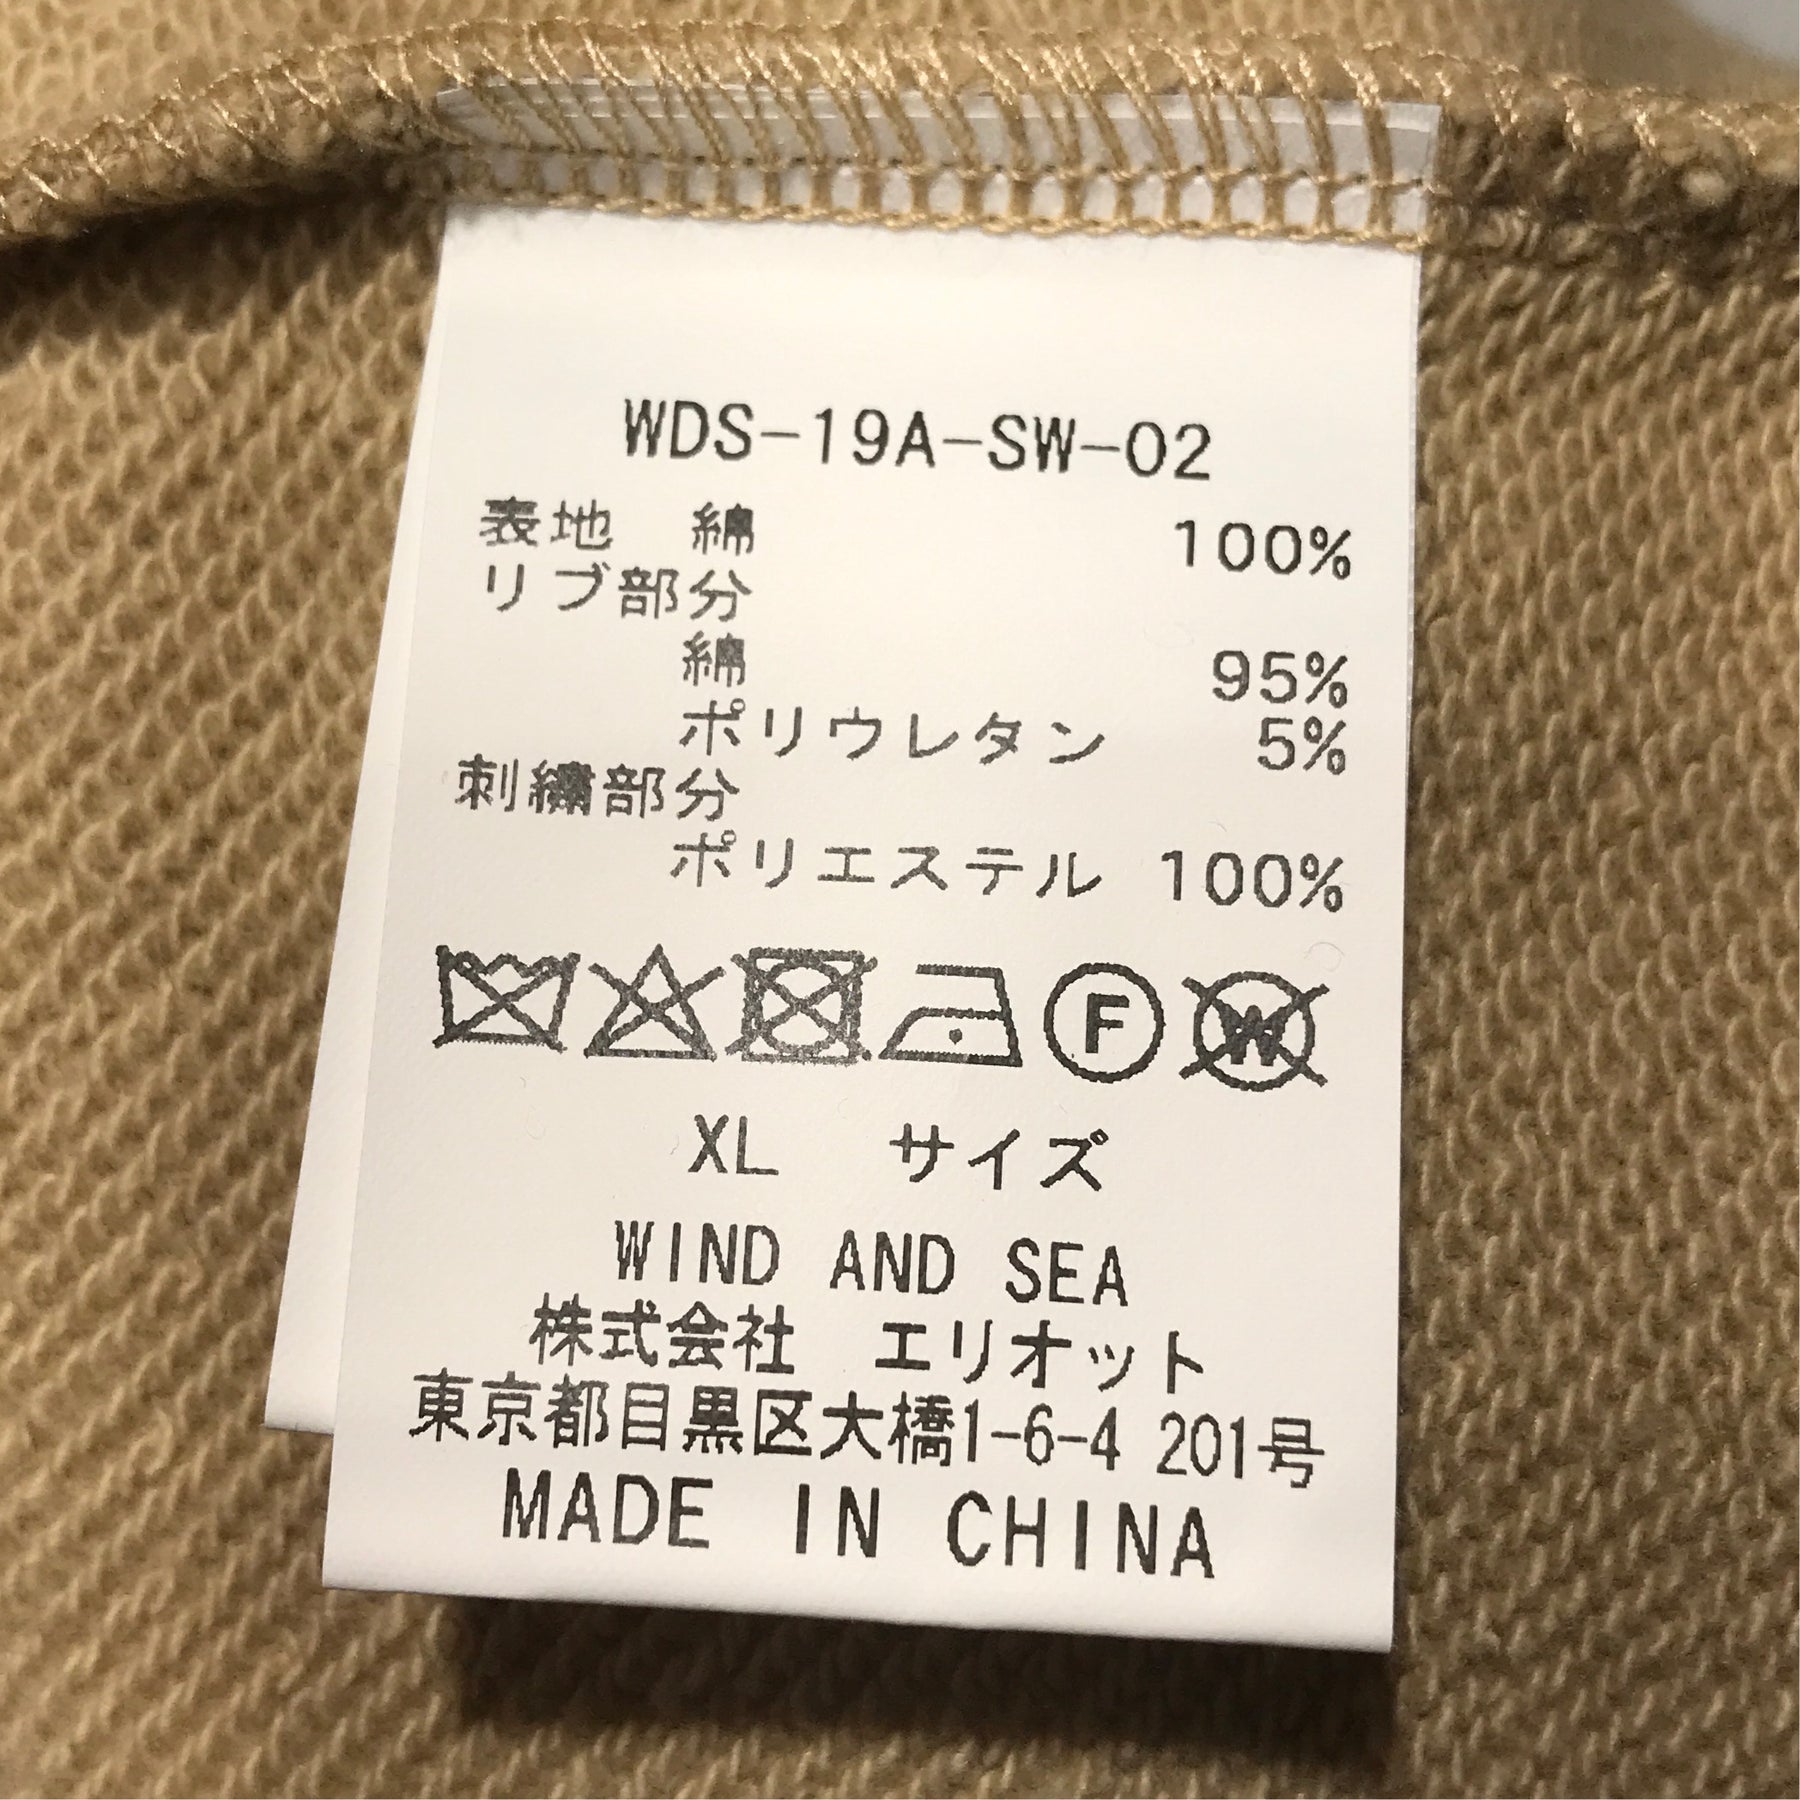 WDS-19A-SW-02
表地 綿 100%
リブ部分
綿 95%
ポリウレタン 5%
刺繍部分
ポリエステル 100%
F W
XL サイズ
WIND AND SEA
株式会社 エリオット
東京都目黒区大橋1-6-4 201号
MADE IN CHINA